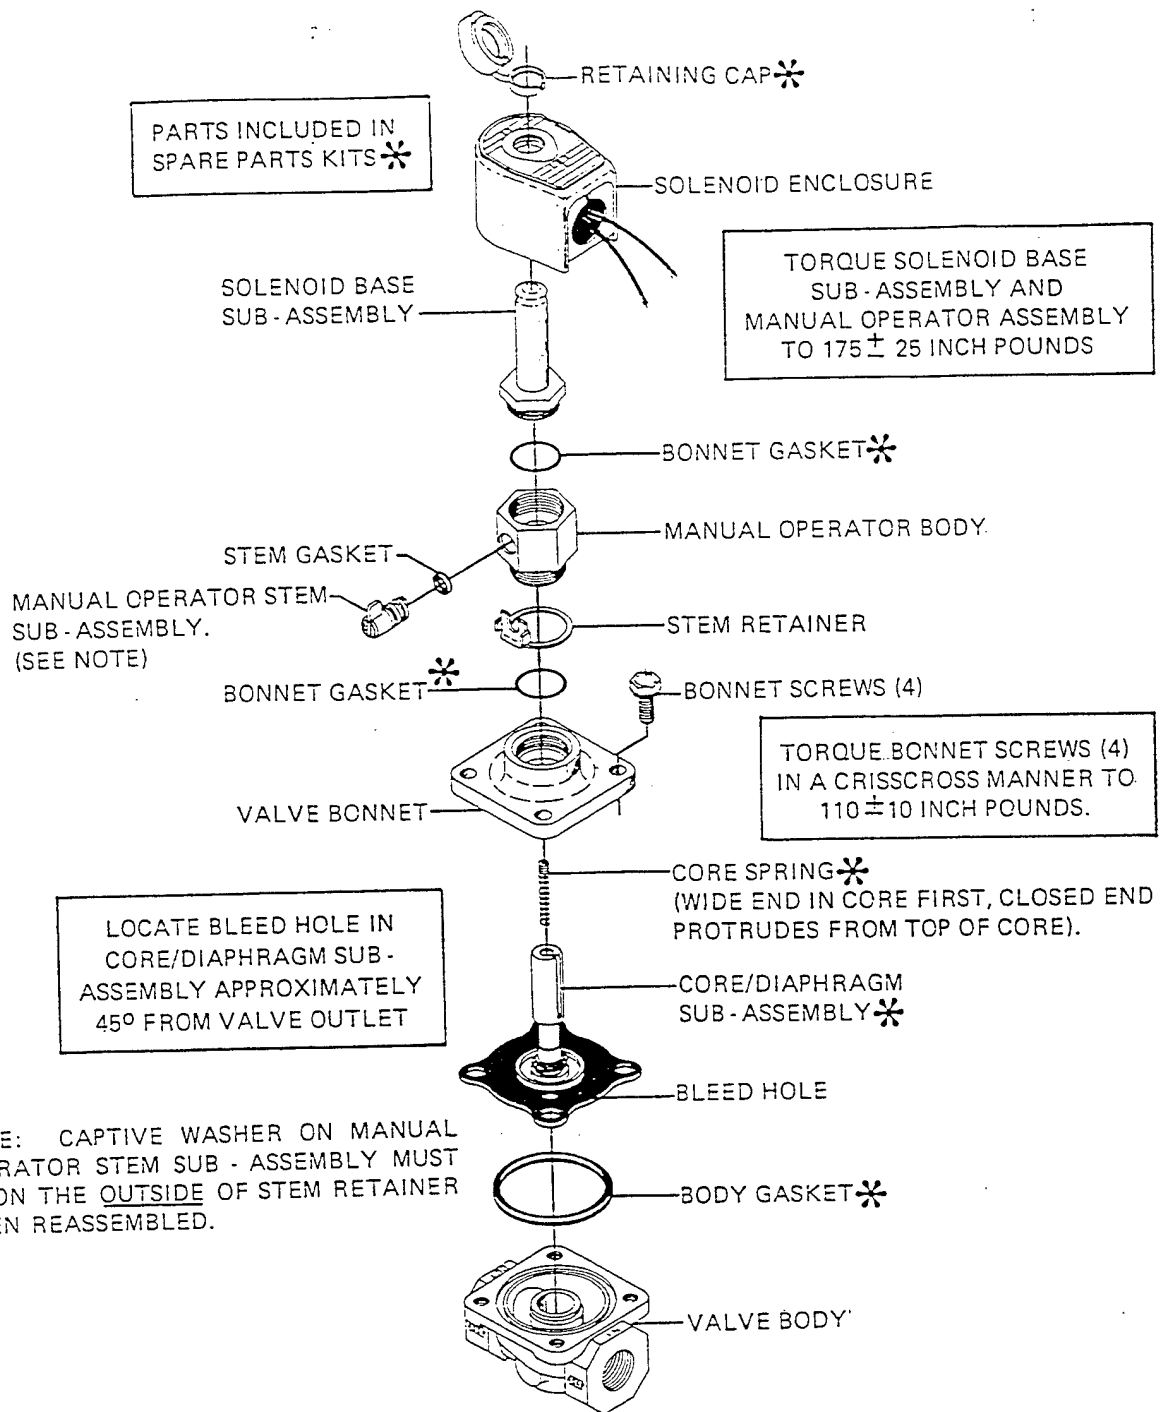 RETAINING CAP*
PARTS INCLUDED IN
SPARE PARTS KITS*
SOLENOID ENCLOSURE
TORQUE SOLENOID BASE
SUB-ASSEMBLY AND
MANUAL OPERATOR ASSEMBLY
TO 175 ± 25 INCH POUNDS
SOLENOID BASE
SUB-ASSEMBLY
BONNET GASKET*
MANUAL OPERATOR BODY
STEM GASKET
MANUAL OPERATOR STEM
SUB-ASSEMBLY.
(SEE NOTE)
STEM RETAINER
BONNET GASKET*
BONNET SCREWS (4)
TORQUE BONNET SCREWS (4)
IN A CRISSCROSS MANNER TO
110 ± 10 INCH POUNDS.
VALVE BONNET
CORE SPRING*
(WIDE END IN CORE FIRST, CLOSED END
PROTRUDES FROM TOP OF CORE).
LOCATE BLEED HOLE IN
CORE/DIAPHRAGM SUB-
ASSEMBLY APPROXIMATELY
45º FROM VALVE OUTLET
CORE/DIAPHRAGM
SUB-ASSEMBLY*
BLEED HOLE
E: CAPTIVE WASHER ON MANUAL
RATOR STEM SUB-ASSEMBLY MUST
ON THE OUTSIDE OF STEM RETAINER
EN REASSEMBLED.
BODY GASKET*
VALVE BODY